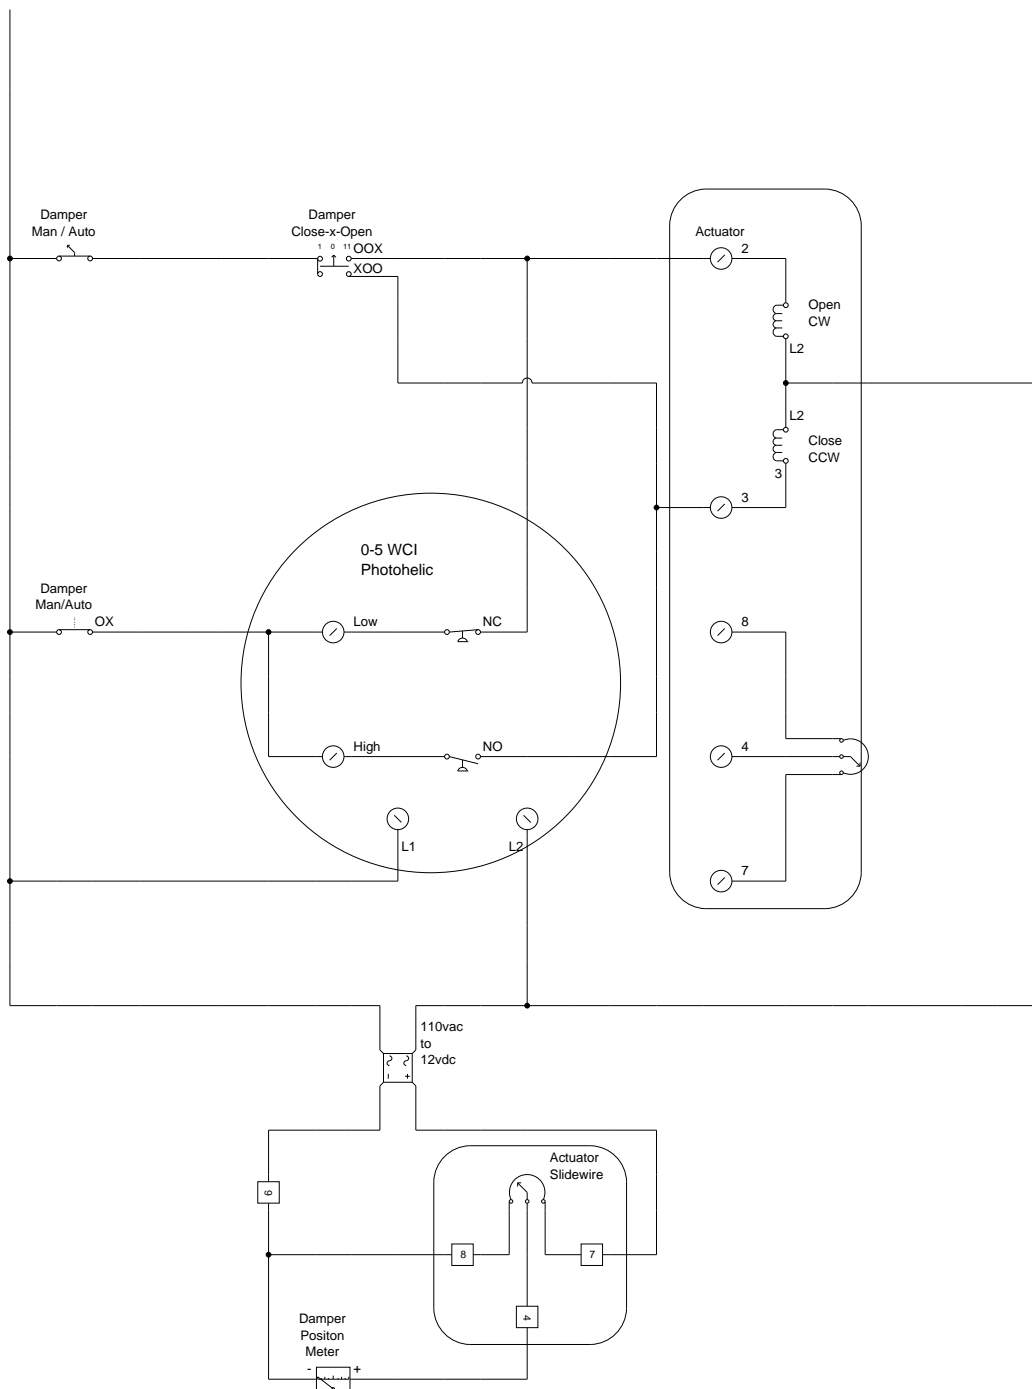 Damper
Man / Auto
Damper
Close-x-Open
1 0 11 OOX
XOO
Actuator
2
Open
CW
L2
L2
Close
CCW
3
3
0-5 WCI
Photohelic
Damper
Man/Auto
OX
Low
NC
8
High
NO
4
L1
L2
7
110vac
to
12vdc
- +
Actuator
Slidewire
9
8
7
4
Damper
Positon
Meter
- +